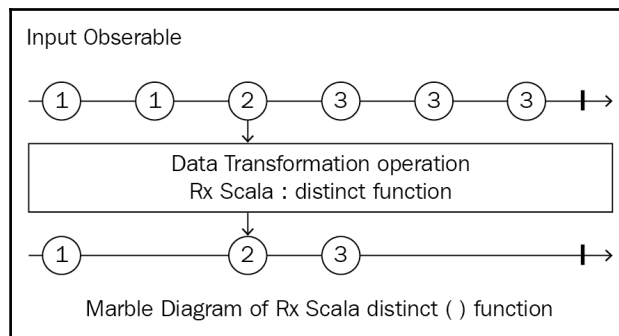 Input Obserable
1 1 2 3 3 3
Data Transformation operation
Rx Scala : distinct function
1 2 3
Marble Diagram of Rx Scala distinct ( ) function